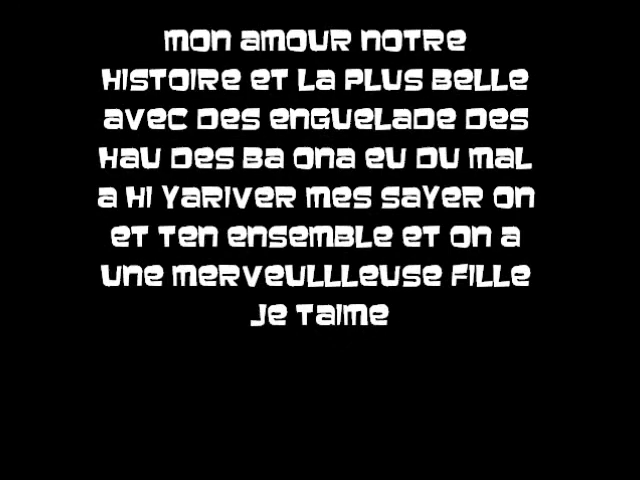 mon amour notre
Histoire et la plus belle
avec des enguelade des
hau des ba ona eu du mal
a hi yariver mes sayer on
et ten ensemble et on a
une merveullleuse fille
je taime